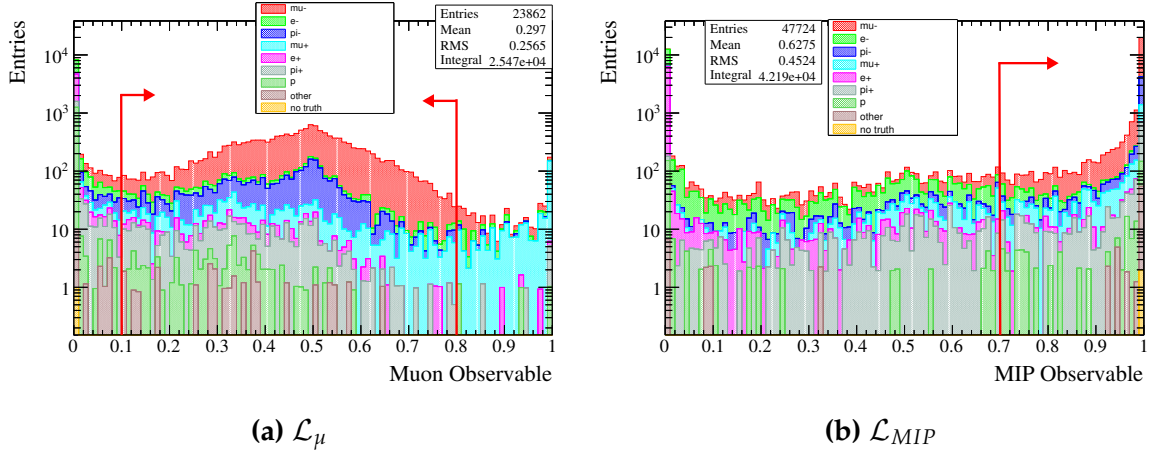 mu-
e-
pi-
mu+
e+
pi+
p
other
no truth
Entries 23862
Mean 0.297
RMS 0.2565
Integral 2.547e+04
Entries
10^4
10^3
10^2
10
1
0 0.1 0.2 0.3 0.4 0.5 0.6 0.7 0.8 0.9 1
Muon Observable
(a) ℒ_μ
Entries 47724
Mean 0.6275
RMS 0.4524
Integral 4.219e+04
mu-
e-
pi-
mu+
e+
pi+
p
other
no truth
Entries
10^4
10^3
10^2
10
1
0 0.1 0.2 0.3 0.4 0.5 0.6 0.7 0.8 0.9 1
MIP Observable
(b) ℒ_MIP